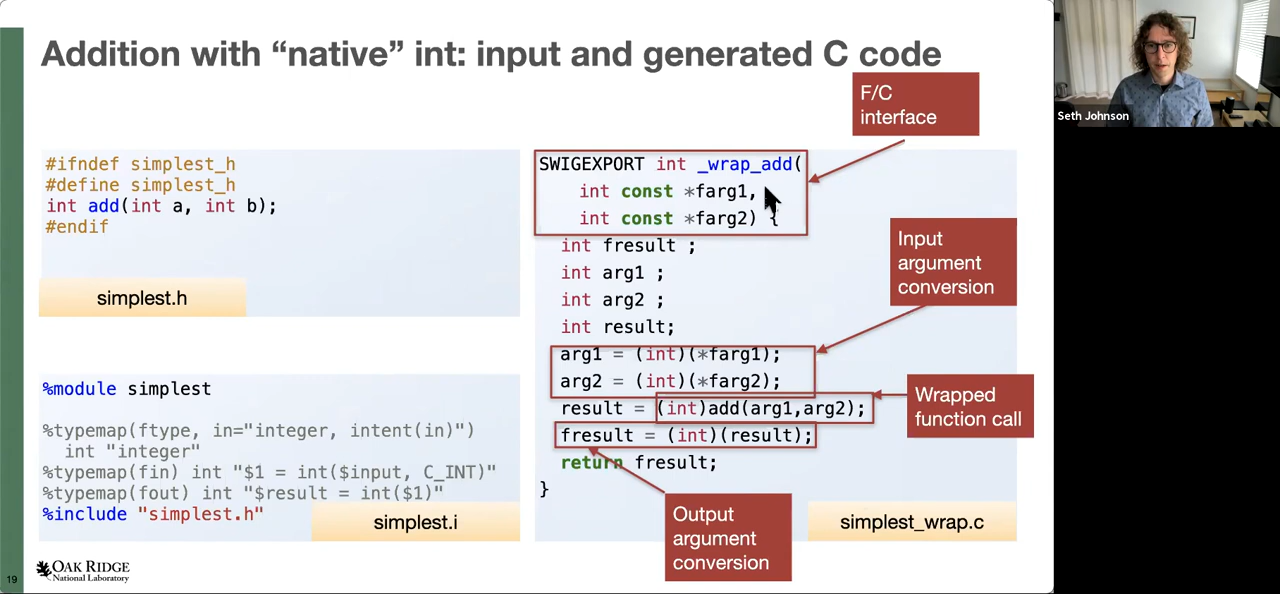 Addition with “native” int: input and generated C code
Seth Johnson
F/C
interface
#ifndef simplest_h
#define simplest_h
int add(int a, int b);
#endif
simplest.h
%module simplest
%typemap(ftype, in="integer, intent(in)")
int "integer"
%typemap(fin) int "$1 = int($input, C_INT)"
%typemap(fout) int "$result = int($1)"
%include "simplest.h"
simplest.i
SWIGEXPORT int _wrap_add(
int const *farg1,
int const *farg2) {
int fresult ;
int arg1 ;
int arg2 ;
int result;
arg1 = (int)(*farg1);
arg2 = (int)(*farg2);
result = (int)add(arg1,arg2);
fresult = (int)(result);
return fresult;
}
Input
argument
conversion
Wrapped
function call
Output
argument
conversion
simplest_wrap.c
19
OAK RIDGE
National Laboratory